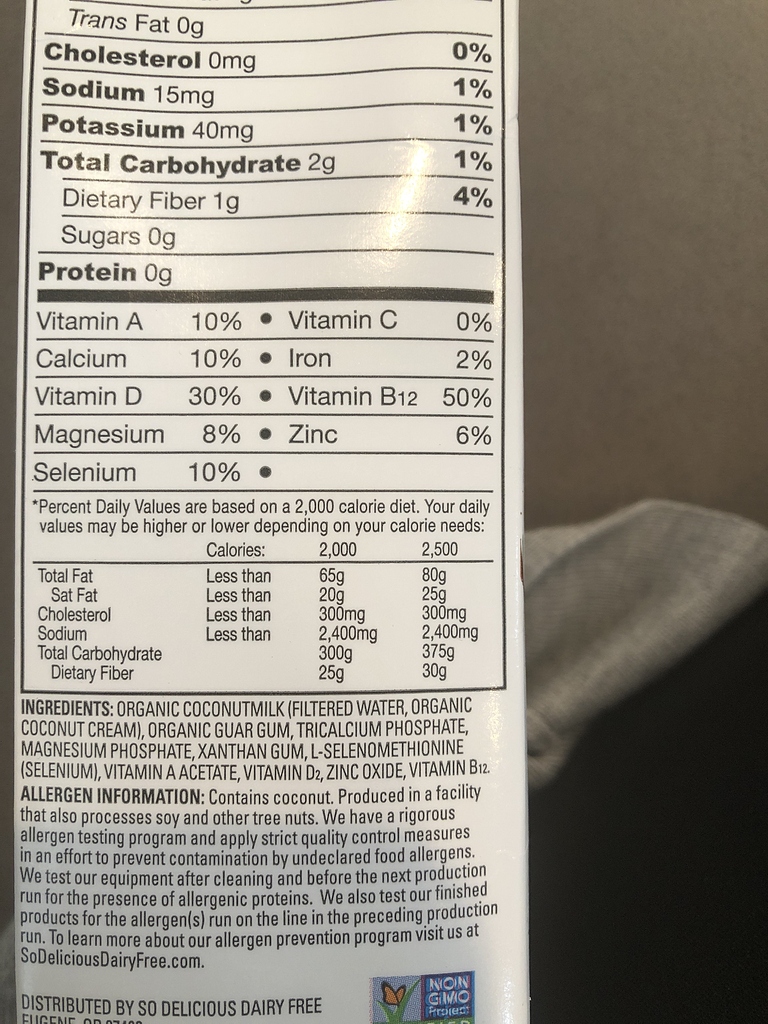 Trans Fat 0g
Cholesterol 0mg 0%
Sodium 15mg 1%
Potassium 40mg 1%
Total Carbohydrate 2g 1%
Dietary Fiber 1g 4%
Sugars 0g
Protein 0g
Vitamin A 10% • Vitamin C 0%
Calcium 10% • Iron 2%
Vitamin D 30% • Vitamin B12 50%
Magnesium 8% • Zinc 6%
Selenium 10% •
*Percent Daily Values are based on a 2,000 calorie diet. Your daily
values may be higher or lower depending on your calorie needs:
Calories: 2,000 2,500
Total Fat Less than 65g 80g
Sat Fat Less than 20g 25g
Cholesterol Less than 300mg 300mg
Sodium Less than 2,400mg 2,400mg
Total Carbohydrate 300g 375g
Dietary Fiber 25g 30g
INGREDIENTS: ORGANIC COCONUTMILK (FILTERED WATER, ORGANIC
COCONUT CREAM), ORGANIC GUAR GUM, TRICALCIUM PHOSPHATE,
MAGNESIUM PHOSPHATE, XANTHAN GUM, L-SELENOMETHIONINE
(SELENIUM), VITAMIN A ACETATE, VITAMIN D2, ZINC OXIDE, VITAMIN B12.
ALLERGEN INFORMATION: Contains coconut. Produced in a facility
that also processes soy and other tree nuts. We have a rigorous
allergen testing program and apply strict quality control measures
in an effort to prevent contamination by undeclared food allergens.
We test our equipment after cleaning and before the next production
run for the presence of allergenic proteins. We also test our finished
products for the allergen(s) run on the line in the preceding production
run. To learn more about our allergen prevention program visit us at
SoDeliciousDairyFree.com.
DISTRIBUTED BY SO DELICIOUS DAIRY FREE
EUGENE, OR
NON
GMO
Project